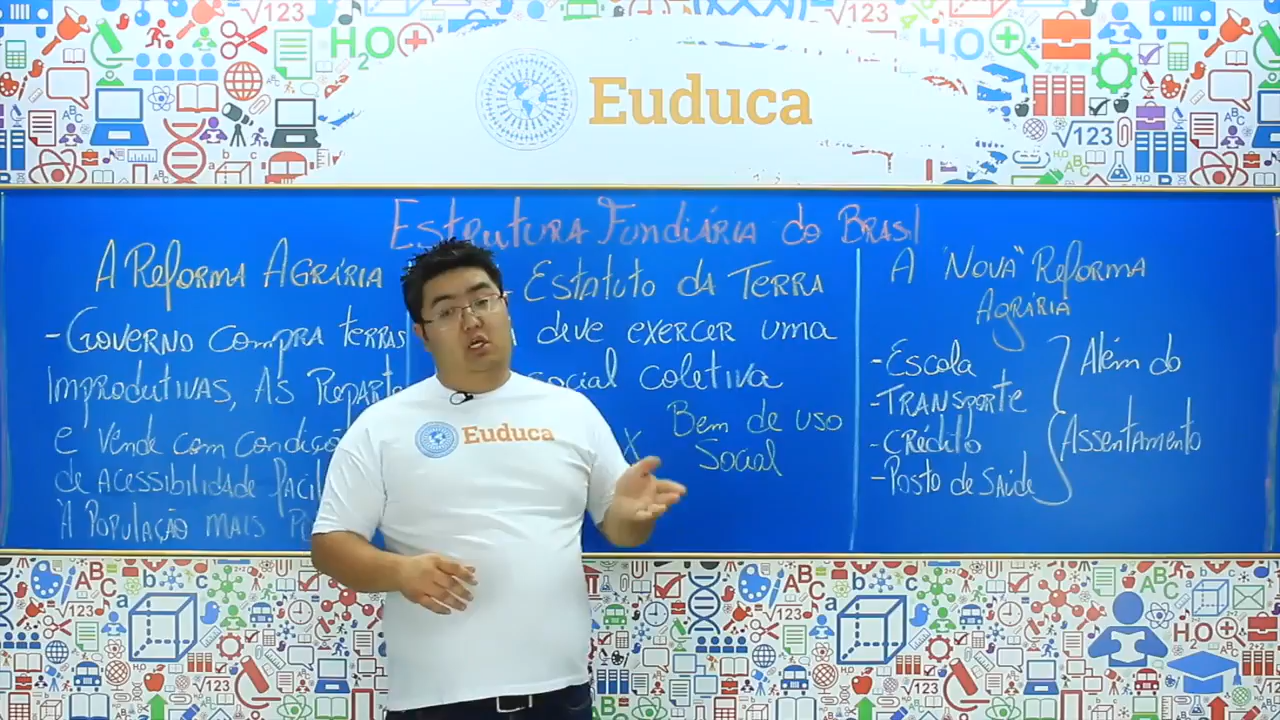 Euduca
Estrutura Fundiária do Brasil
A Reforma Agrária
- Governo compra terras
Improdutivas, As Reparte
e vende com condiçõ
de acessibilidade facil
A População mais P
- Estatuto da Terra
deve exercer uma
social coletiva
X Bem de uso
Social
A "Nova" Reforma
Agrária
- Escola
- Transporte
- Crédito
- Posto de Saúde
Além do
Assentamento
Euduca